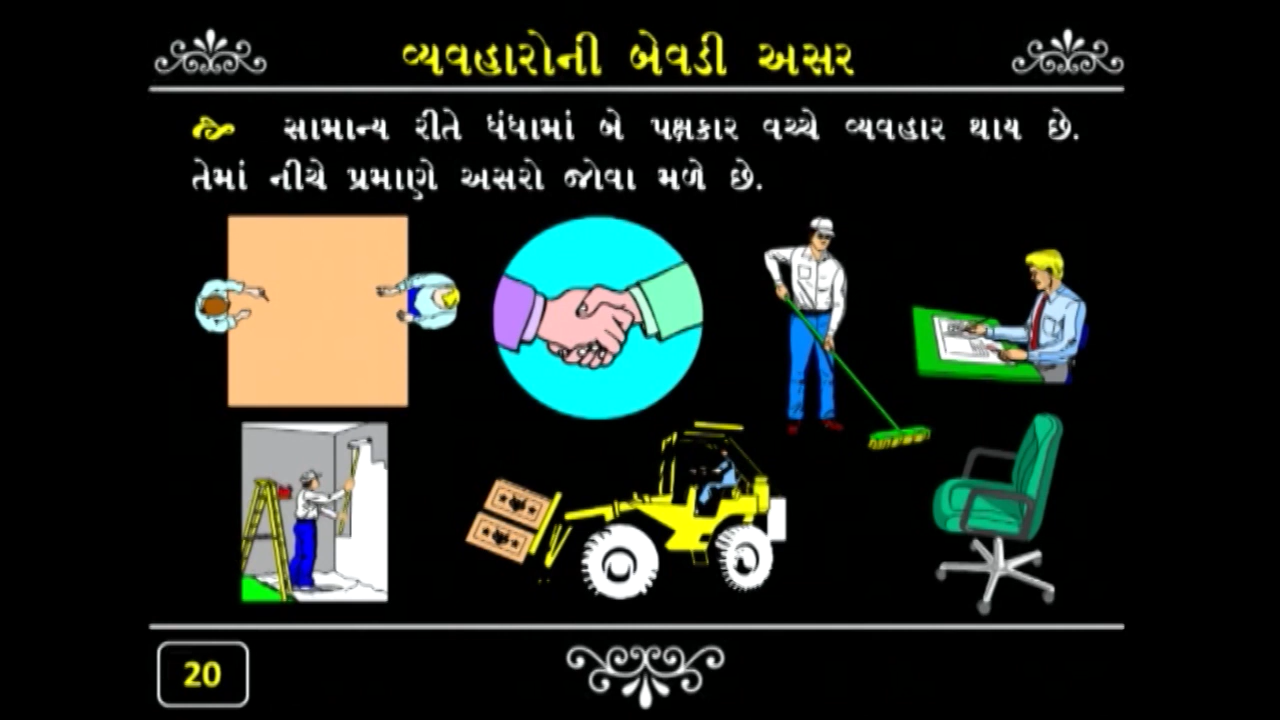 વ્યવહારોની બેવડી અસર
સામાન્ય રીતે ધંધામાં બે પક્ષકાર વચ્ચે વ્યવહાર થાય છે.
તેમાં નીચે પ્રમાણે અસરો જોવા મળે છે.
20